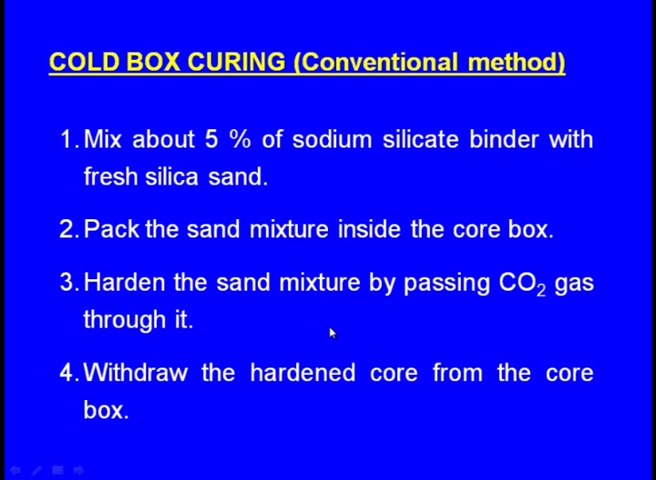 COLD BOX CURING (Conventional method)
1. Mix about 5 % of sodium silicate binder with
fresh silica sand.
2. Pack the sand mixture inside the core box.
3. Harden the sand mixture by passing CO₂ gas
through it.
4. Withdraw the hardened core from the core
box.